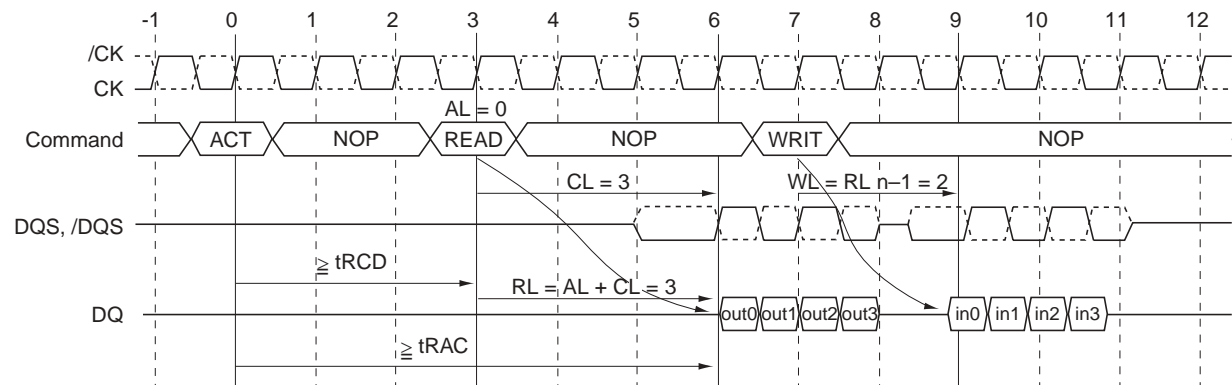 -1 0 1 2 3 4 5 6 7 8 9 10 11 12
/CK
CK
AL = 0
Command ACT NOP READ NOP WRIT NOP
CL = 3 WL = RL n–1 = 2
DQS, /DQS
≧ tRCD
RL = AL + CL = 3
DQ out0 out1 out2 out3 in0 in1 in2 in3
≧ tRAC